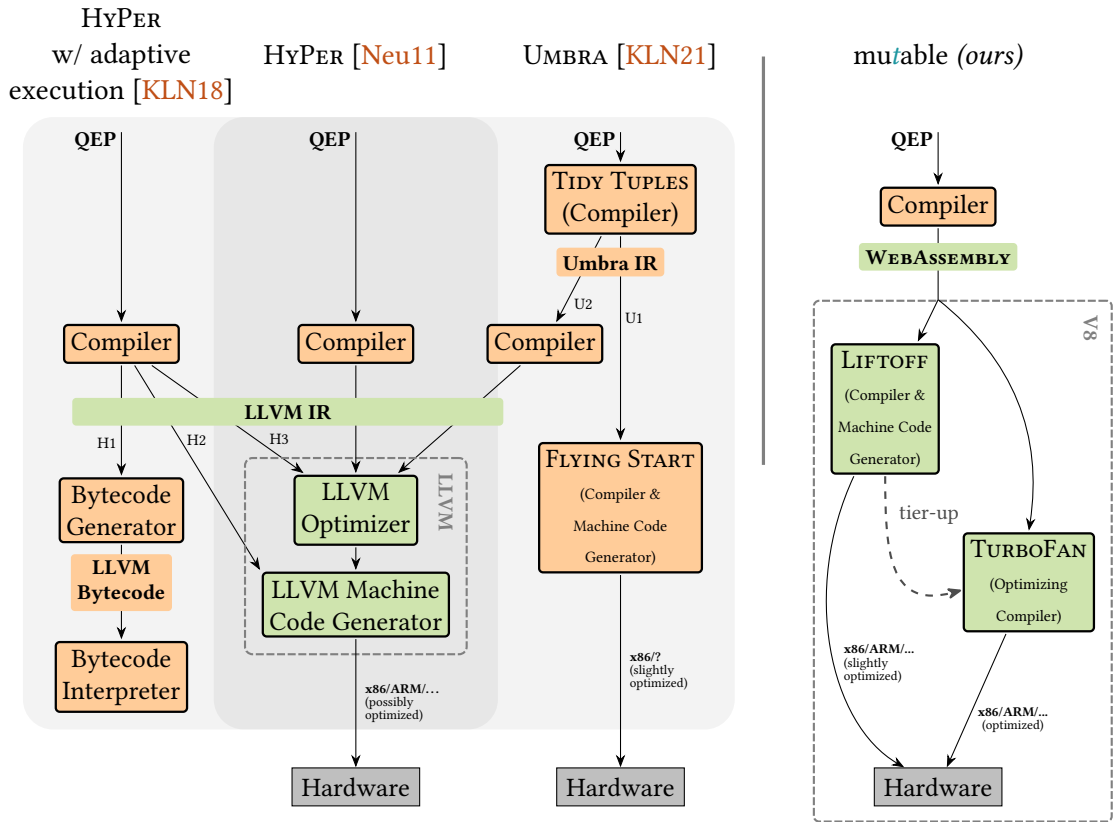 HyPer
w/ adaptive
execution [KLN18]
HyPer [Neu11]
Umbra [KLN21]
mutable (ours)
QEP
QEP
QEP
Tidy Tuples
(Compiler)
Umbra IR
U2
U1
Compiler
Compiler
Compiler
LLVM IR
H1
H2
H3
Bytecode
Generator
LLVM
Bytecode
Bytecode
Interpreter
LLVM
LLVM
Optimizer
LLVM Machine
Code Generator
x86/ARM/...
(possibly
optimized)
Hardware
Flying Start
(Compiler &
Machine Code
Generator)
x86/?
(slightly
optimized)
Hardware
QEP
Compiler
WebAssembly
V8
Liftoff
(Compiler &
Machine Code
Generator)
tier-up
TurboFan
(Optimizing
Compiler)
x86/ARM/...
(slightly
optimized)
x86/ARM/...
(optimized)
Hardware